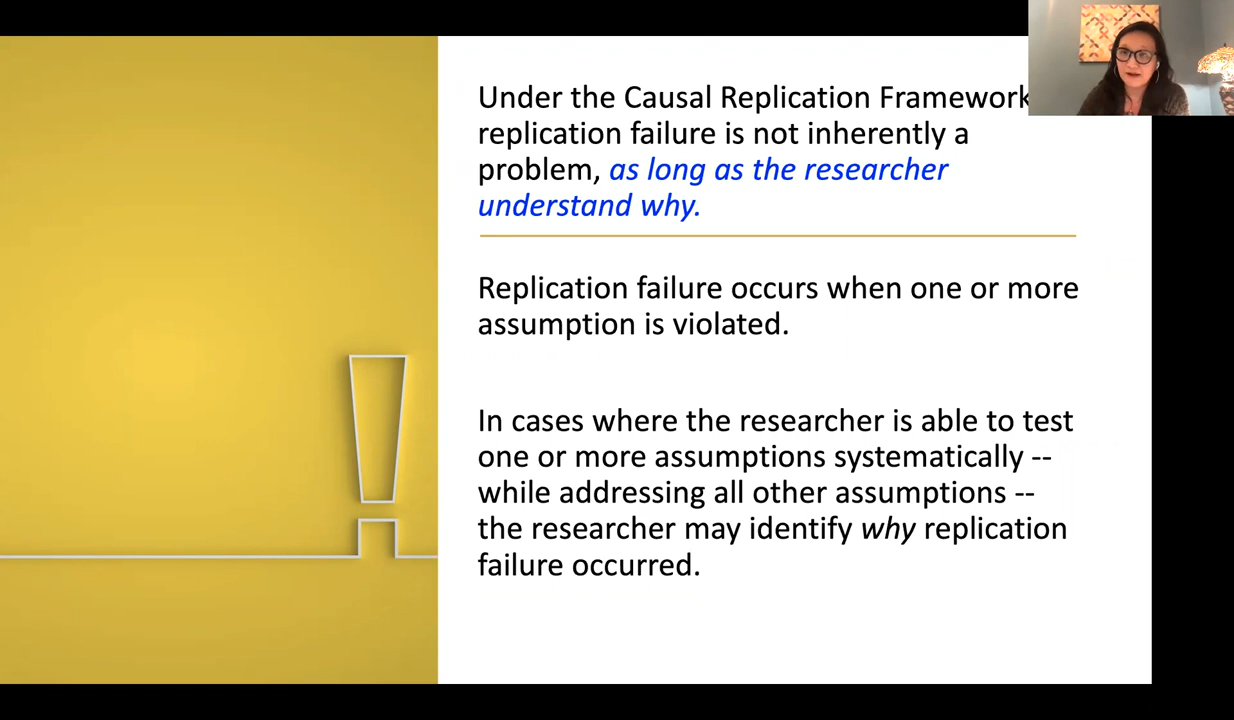 Under the Causal Replication Framework
replication failure is not inherently a
problem, as long as the researcher
understand why.
Replication failure occurs when one or more
assumption is violated.
In cases where the researcher is able to test
one or more assumptions systematically --
while addressing all other assumptions --
the researcher may identify why replication
failure occurred.